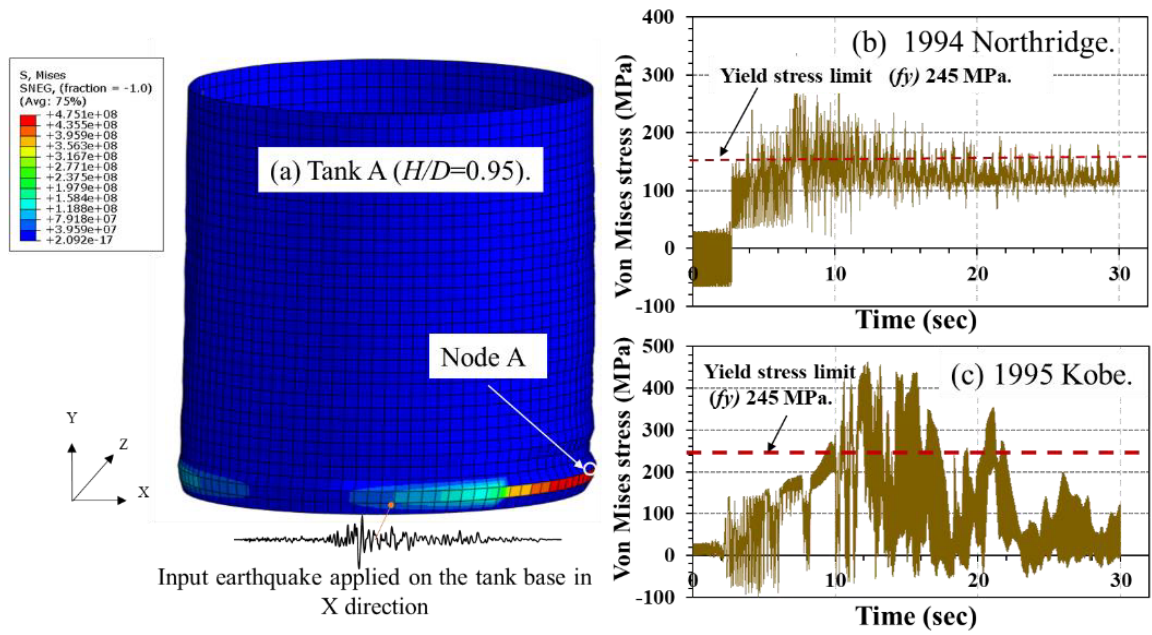 S, Mises
SNEG, (fraction = -1.0)
(Avg: 75%)
+4.751e+08
+4.355e+08
+3.959e+08
+3.563e+08
+3.167e+08
+2.771e+08
+2.375e+08
+1.979e+08
+1.584e+08
+1.188e+08
+7.918e+07
+3.959e+07
+2.092e-17
(a) Tank A (H/D=0.95).
Node A
Y
Z
X
Input earthquake applied on the tank base in
X direction
(b) 1994 Northridge.
Yield stress limit (fy) 245 MPa.
Von Mises stress (MPa)
400
300
200
100
0
-100
0
10
20
30
Time (sec)
(c) 1995 Kobe.
Yield stress limit
(fy) 245 MPa.
Von Mises stress (MPa)
500
400
300
200
100
0
-100
0
10
20
30
Time (sec)